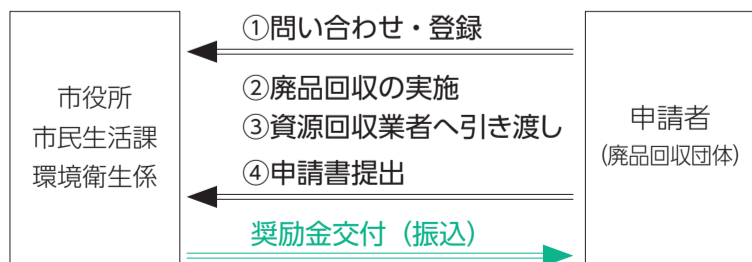 市役所
市民生活課
環境衛生係
①問い合わせ・登録
②廃品回収の実施
③資源回収業者へ引き渡し
④申請書提出
奨励金交付（振込）
申請者
(廃品回収団体)